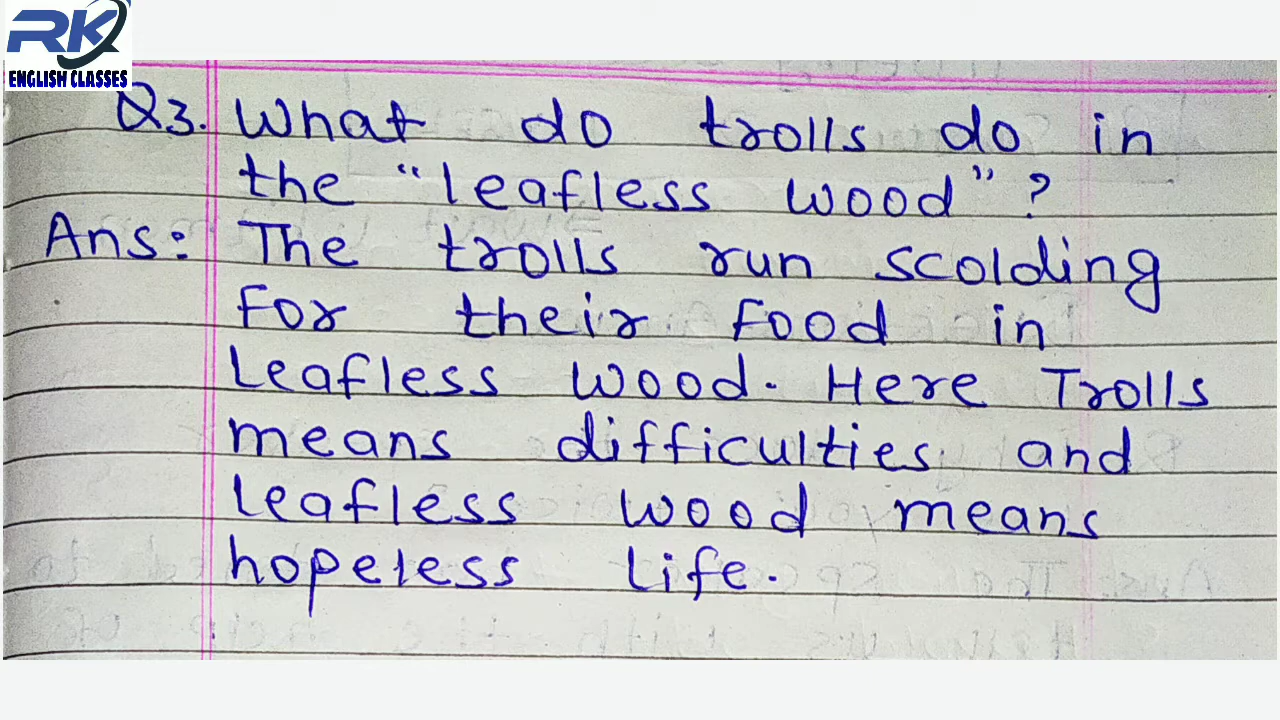 RK
ENGLISH CLASSES
Q3. What do trolls do in
the "leafless wood"?
Ans: The trolls run scolding
For their food in
Leafless wood. Here Trolls
means difficulties and
leafless wood means
hopeless life.